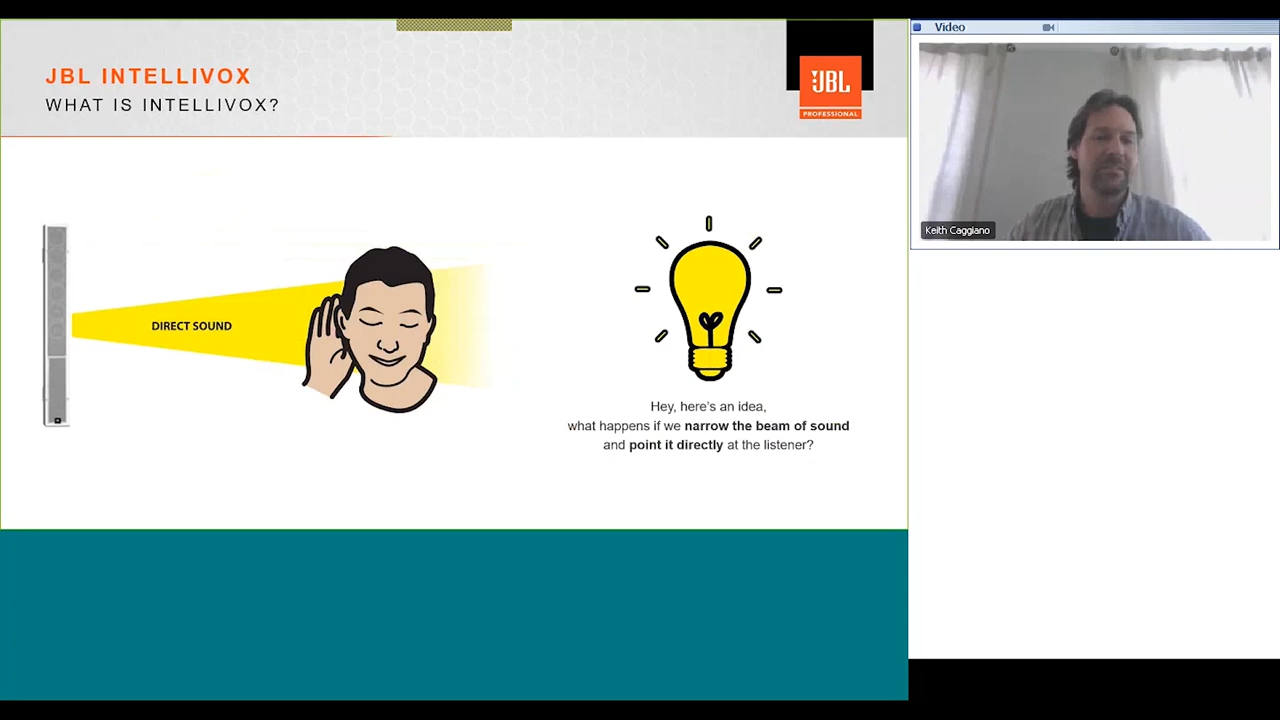 JBL INTELLIVOX
WHAT IS INTELLIVOX?
JBL
PROFESSIONAL
Video
Keith Caggiano
DIRECT SOUND
Hey, here's an idea,
what happens if we narrow the beam of sound
and point it directly at the listener?